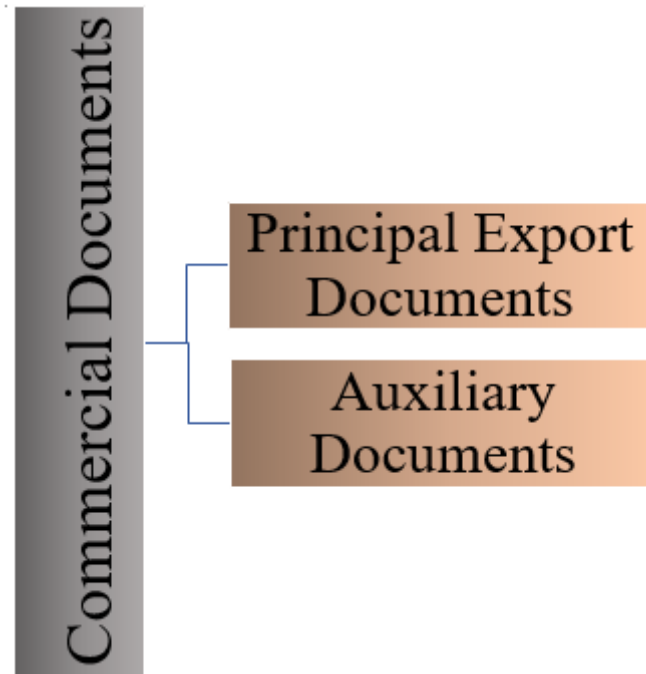 Commercial Documents
Principal Export
Documents
Auxiliary
Documents